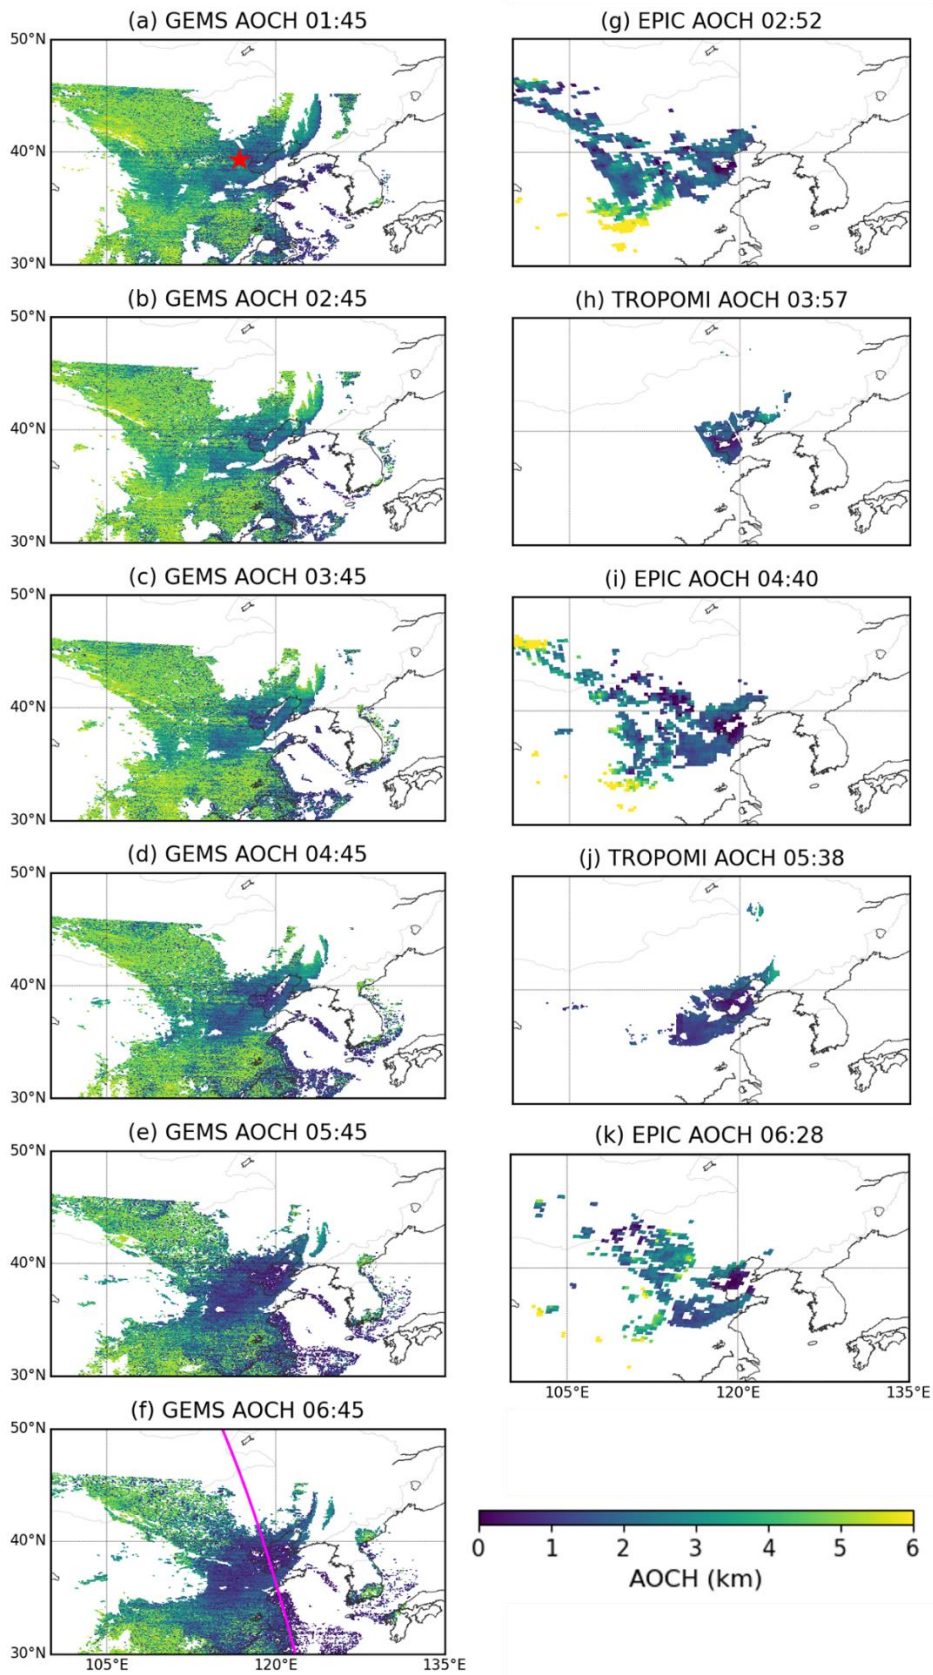 (a) GEMS AOCH 01:45
50°N
40°N
30°N
(b) GEMS AOCH 02:45
50°N
40°N
30°N
(c) GEMS AOCH 03:45
50°N
40°N
30°N
(d) GEMS AOCH 04:45
50°N
40°N
30°N
(e) GEMS AOCH 05:45
50°N
40°N
30°N
(f) GEMS AOCH 06:45
50°N
40°N
30°N
105°E 120°E 135°E
(g) EPIC AOCH 02:52
(h) TROPOMI AOCH 03:57
(i) EPIC AOCH 04:40
(j) TROPOMI AOCH 05:38
(k) EPIC AOCH 06:28
105°E 120°E 135°E
0 1 2 3 4 5 6
AOCH (km)